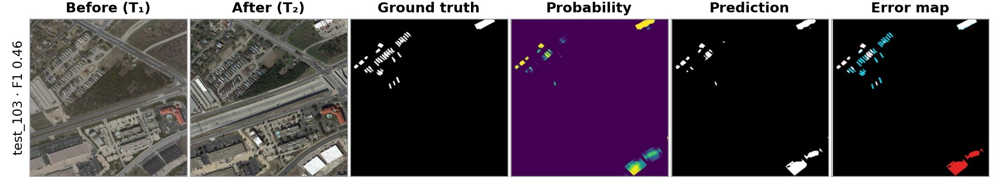 Before (T₁) After (T₂) Ground truth Probability Prediction Error map
test_103 · F1 0.46